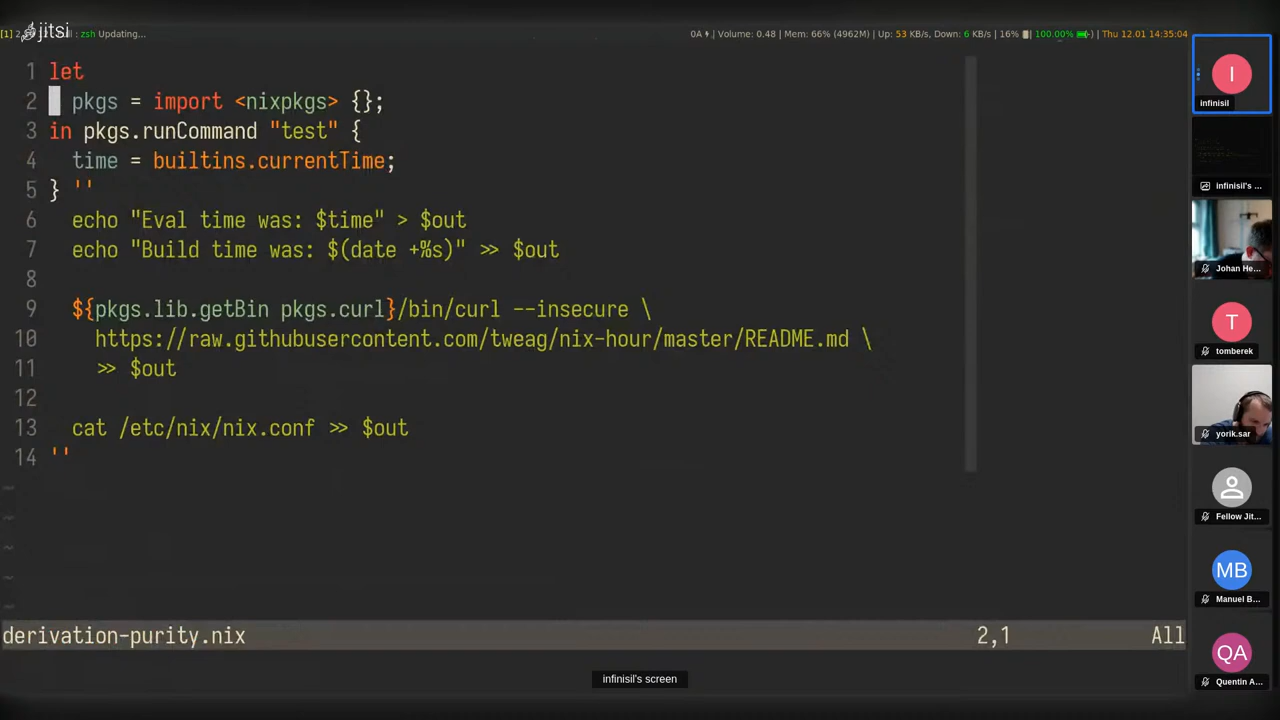 jitsi
zsh Updating...
0A Volume: 0.48 | Mem: 66% (4962M) | Up: 53 KB/s, Down: 6 KB/s | 16% | 100.00% | Thu 12.01 14:35:04
1 let
2 pkgs = import <nixpkgs> {};
3 in pkgs.runCommand "test" {
4 time = builtins.currentTime;
5 } ''
6 echo "Eval time was: $time" > $out
7 echo "Build time was: $(date +%s)" >> $out
8
9 ${pkgs.lib.getBin pkgs.curl}/bin/curl --insecure \
10 https://raw.githubusercontent.com/tweag/nix-hour/master/README.md \
11 >> $out
12
13 cat /etc/nix/nix.conf >> $out
14 ''
~
~
~
~
~
derivation-purity.nix 2,1 All
infinisil's screen
I
infinisil
infinisil's ...
Johan He...
T
tomberek
yorik.sar
Fellow Jit...
MB
Manuel B...
QA
Quentin A...